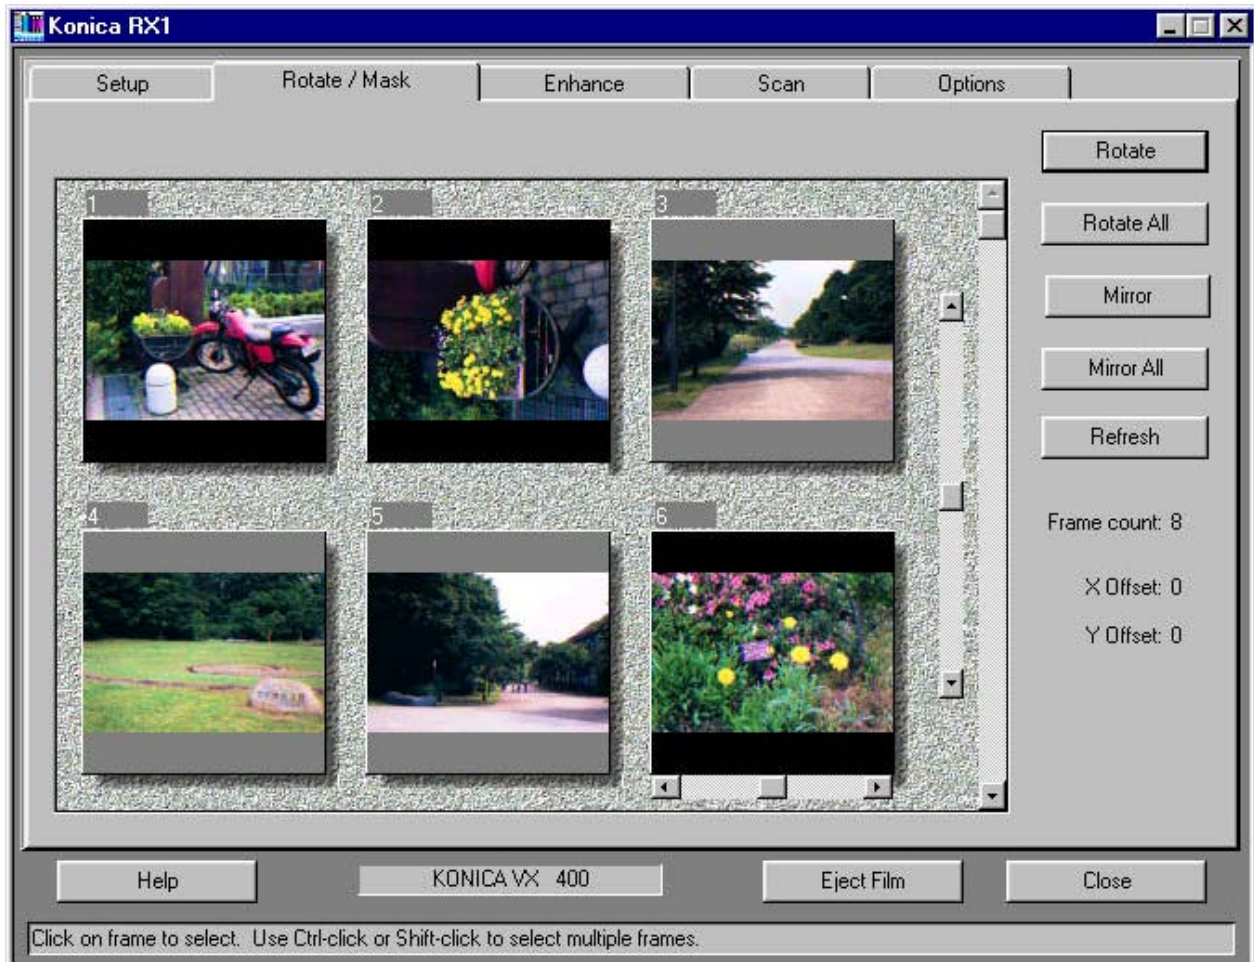 Konica RX1
Setup
Rotate / Mask
Enhance
Scan
Options
Rotate
Rotate All
Mirror
Mirror All
Refresh
Frame count: 8
X Offset: 0
Y Offset: 0
1
2
3
4
5
6
Help
KONICA VX 400
Eject Film
Close
Click on frame to select. Use Ctrl-click or Shift-click to select multiple frames.